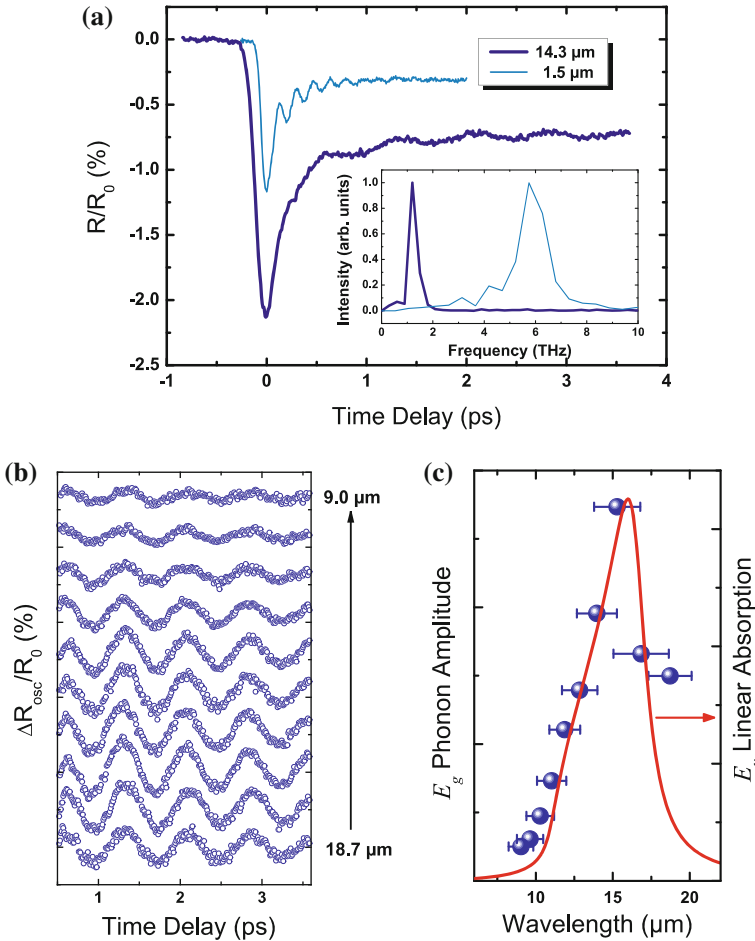 (a)
0.0
-0.5
-1.0
-1.5
-2.0
-2.5
R/R₀ (%)
14.3 µm
1.5 µm
1.0
0.8
0.6
0.4
0.2
0.0
Intensity (arb. units)
0 2 4 6 8 10
Frequency (THz)
-1 0 1 2 3 4
Time Delay (ps)
(b)
ΔR_osc/R₀ (%)
9.0 µm
18.7 µm
1 2 3
Time Delay (ps)
(c)
E_g Phonon Amplitude
Linear Absorption
10 15 20
Wavelength (µm)